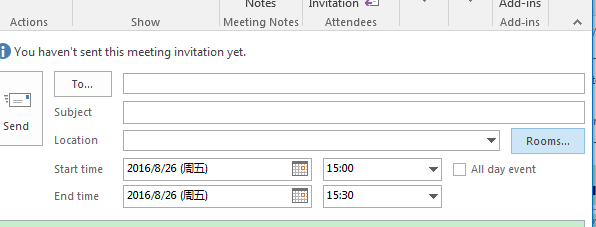 Notes
Invitation
Add-ins
Actions
Show
Meeting Notes
Attendees
Add-ins
You haven't sent this meeting invitation yet.
To...
Subject
Send
Location
Rooms...
Start time
2016/8/26 (周五)
15:00
All day event
End time
2016/8/26 (周五)
15:30